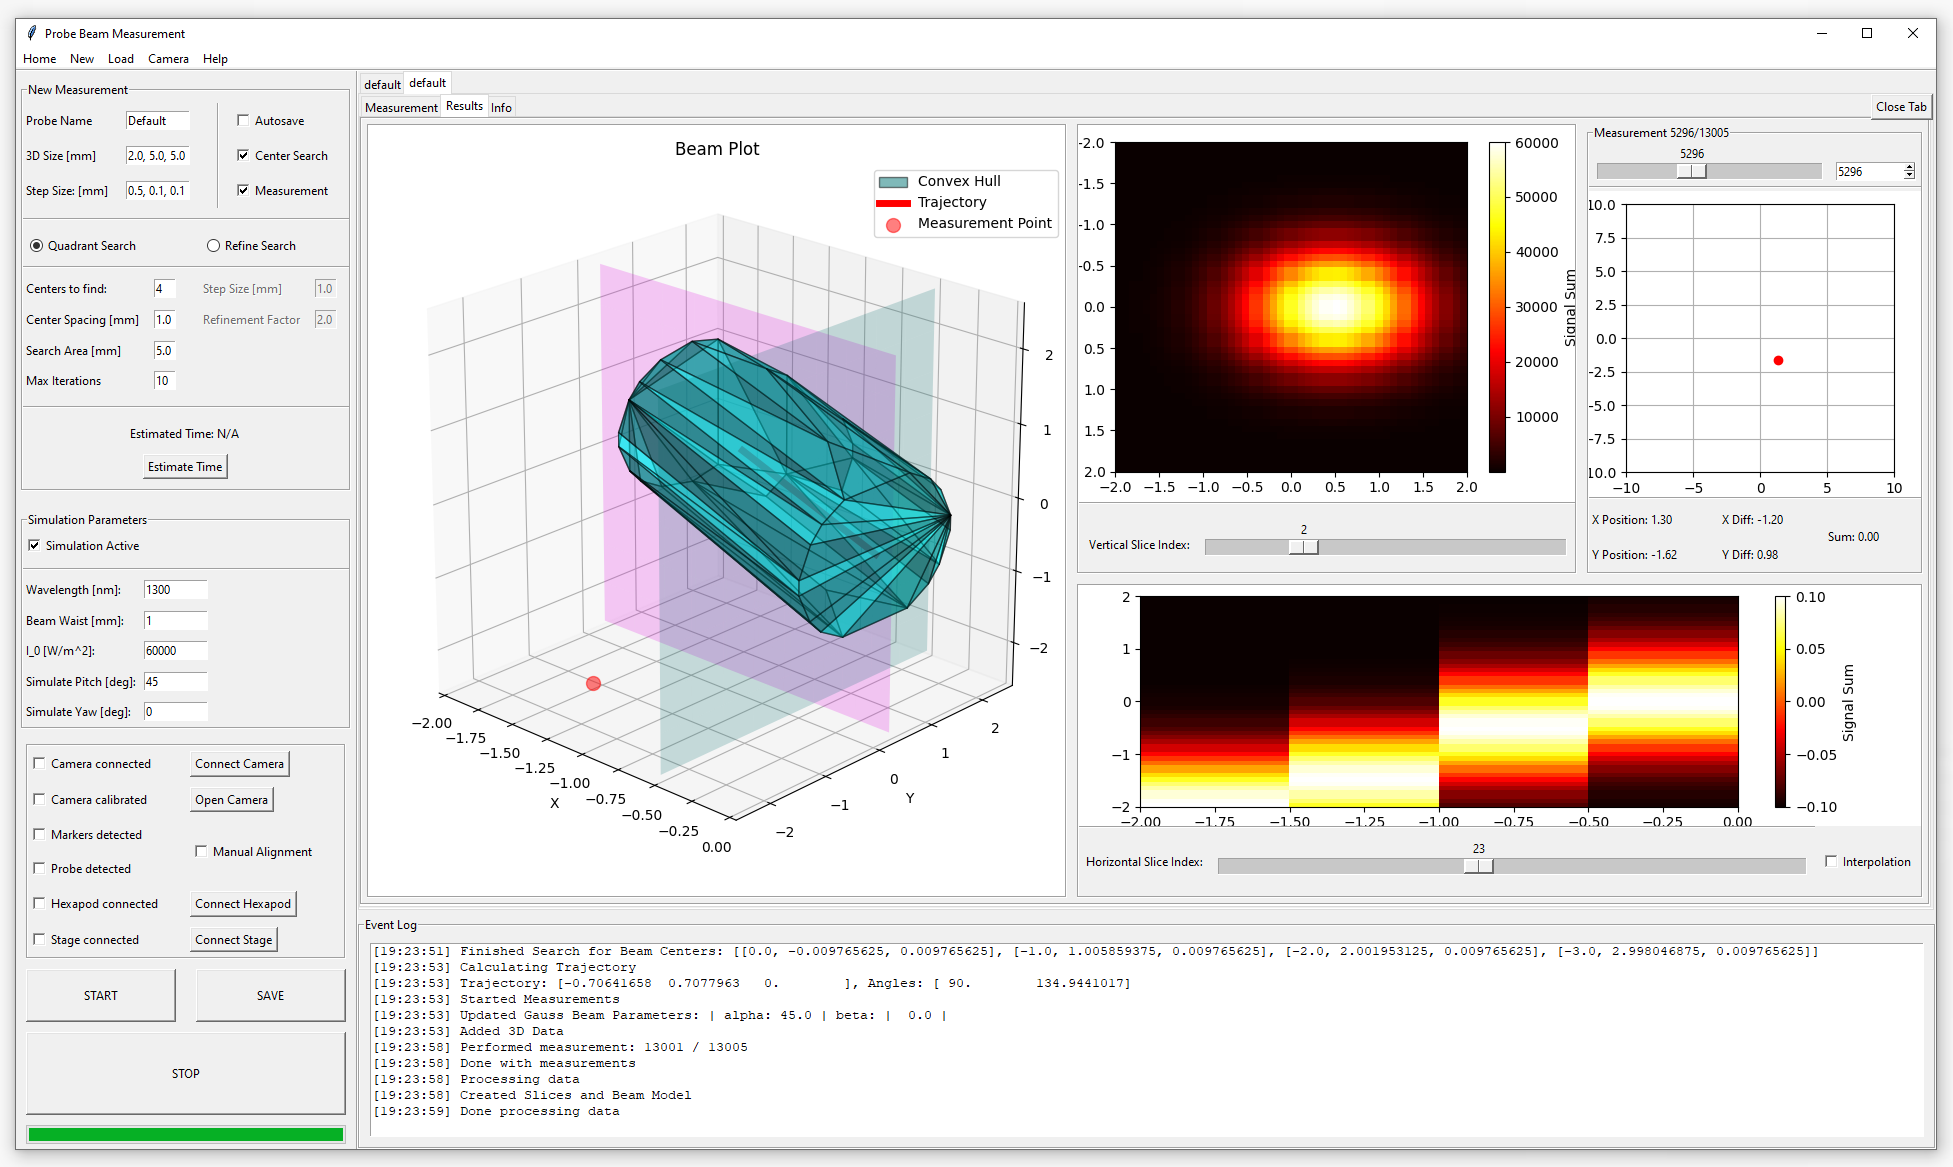 Probe Beam Measurement
Home New Load Camera Help
New Measurement
Probe Name Default
Autosave
3D Size [mm] 2.0, 5.0, 5.0
Center Search
Step Size: [mm] 0.5, 0.1, 0.1
Measurement
Quadrant Search Refine Search
Centers to find: 4 Step Size [mm] 1.0
Center Spacing [mm] 1.0 Refinement Factor 2.0
Search Area [mm] 5.0
Max Iterations 10
Estimated Time: N/A
Estimate Time
Simulation Parameters
Simulation Active
Wavelength [nm]: 1300
Beam Waist [mm]: 1
I_0 [W/m^2]: 60000
Simulate Pitch [deg]: 45
Simulate Yaw [deg]: 0
Camera connected Connect Camera
Camera calibrated Open Camera
Markers detected
Manual Alignment
Probe detected
Hexapod connected Connect Hexapod
Stage connected Connect Stage
START SAVE
STOP
default default
Measurement Results Info
Close Tab
Beam Plot
Convex Hull
Trajectory
Measurement Point
2
1
0
−1
−2
−2.00
−1.75
−1.50
−1.25
−1.00
−0.75
−0.50
−0.25
0.00
X
−2
−1
0
1
2
Y
-2.0
-1.5
-1.0
-0.5
0.0
0.5
1.0
1.5
2.0
−2.0 −1.5 −1.0 −0.5 0.0 0.5 1.0 1.5 2.0
60000
50000
40000
30000
20000
10000
Signal Sum
Vertical Slice Index: 2
Measurement 5296/13005
5296
5296
10.0
7.5
5.0
2.5
0.0
-2.5
-5.0
-7.5
10.0
−10 −5 0 5 10
X Position: 1.30 X Diff: -1.20
Sum: 0.00
Y Position: -1.62 Y Diff: 0.98
2
1
0
−1
−2
−2.00 −1.75 −1.50 −1.25 −1.00 −0.75 −0.50 −0.25 0.00
0.10
0.05
0.00
−0.05
−0.10
Signal Sum
Horizontal Slice Index: 23
Interpolation
Event Log
[19:23:51] Finished Search for Beam Centers: [[0.0, -0.009765625, 0.009765625], [-1.0, 1.005859375, 0.009765625], [-2.0, 2.001953125, 0.009765625], [-3.0, 2.998046875, 0.009765625]]
[19:23:53] Calculating Trajectory
[19:23:53] Trajectory: [-0.70641658 0.7077963 0. ], Angles: [ 90. 134.9441017]
[19:23:53] Started Measurements
[19:23:53] Updated Gauss Beam Parameters: | alpha: 45.0 | beta: | 0.0 |
[19:23:53] Added 3D Data
[19:23:58] Performed measurement: 13001 / 13005
[19:23:58] Done with measurements
[19:23:58] Processing data
[19:23:58] Created Slices and Beam Model
[19:23:59] Done processing data